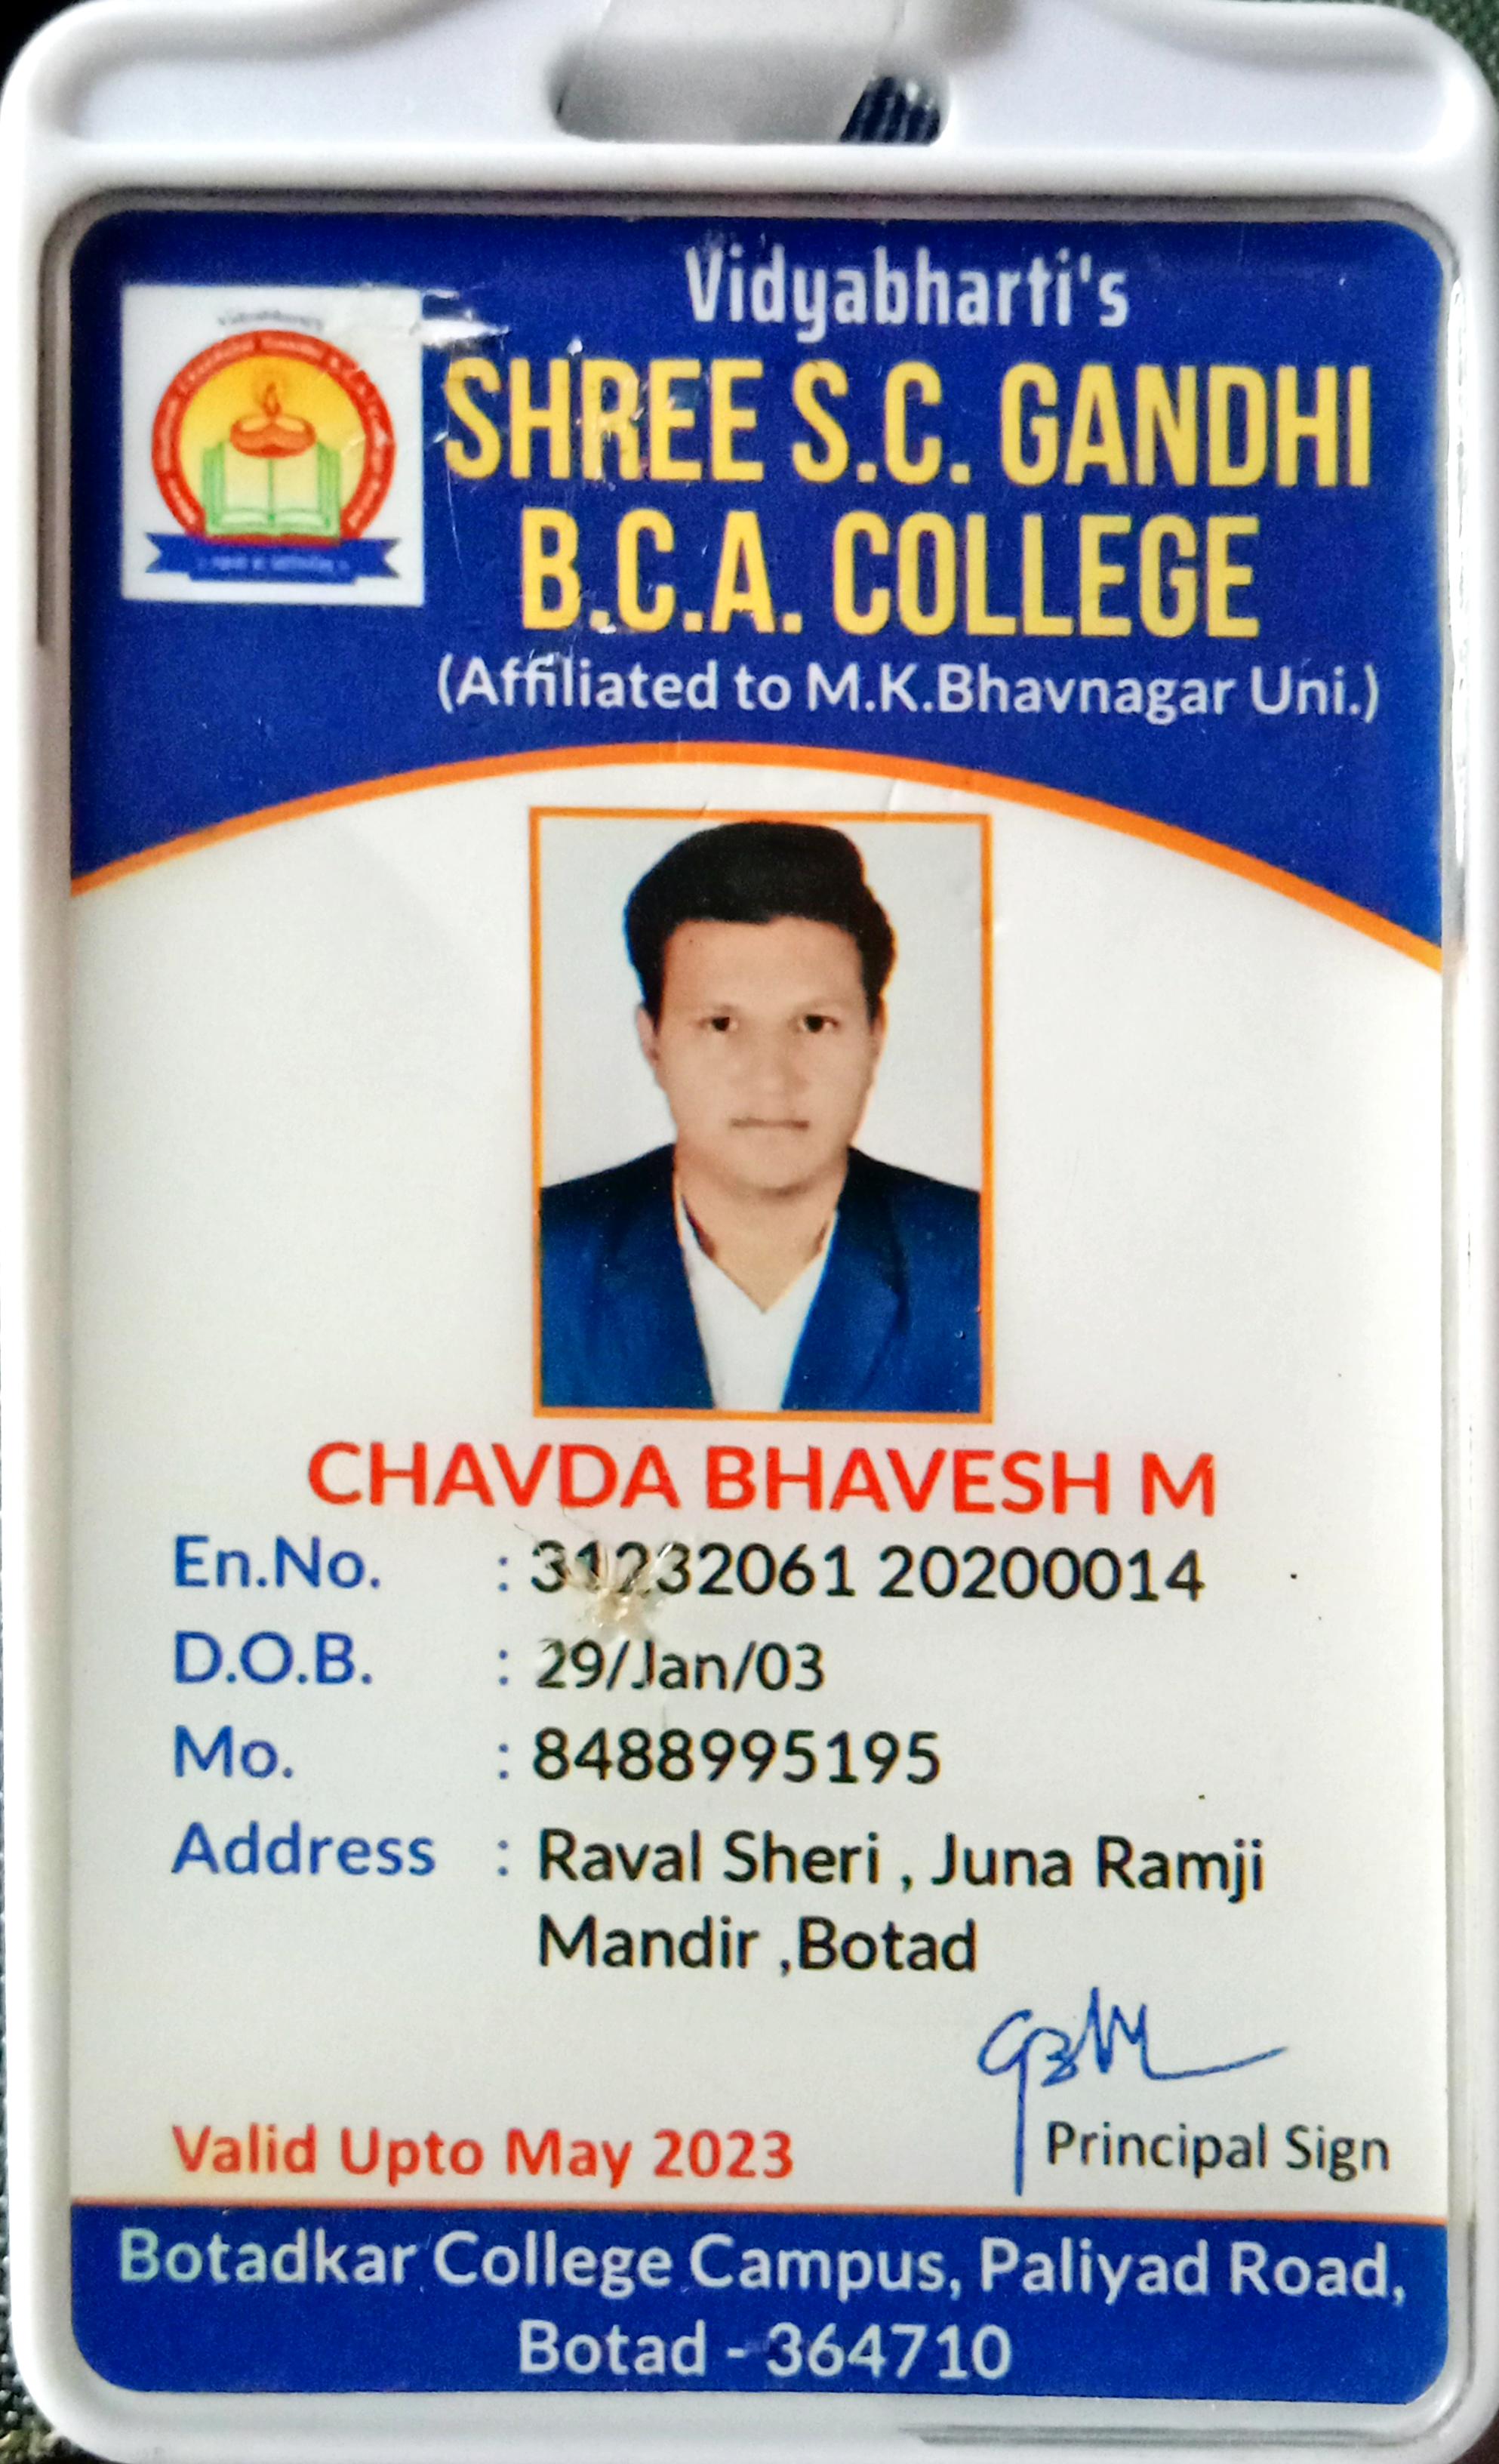 Vidyabharti's
SHREE S.C. GANDHI
B.C.A. COLLEGE
(Affiliated to M.K.Bhavnagar Uni.)
CHAVDA BHAVESH M
En.No. : 31232061 20200014
D.O.B. : 29/Jan/03
Mo. : 8488995195
Address : Raval Sheri , Juna Ramji
Mandir ,Botad
Valid Upto May 2023
Principal Sign
Botadkar College Campus, Paliyad Road,
Botad - 364710